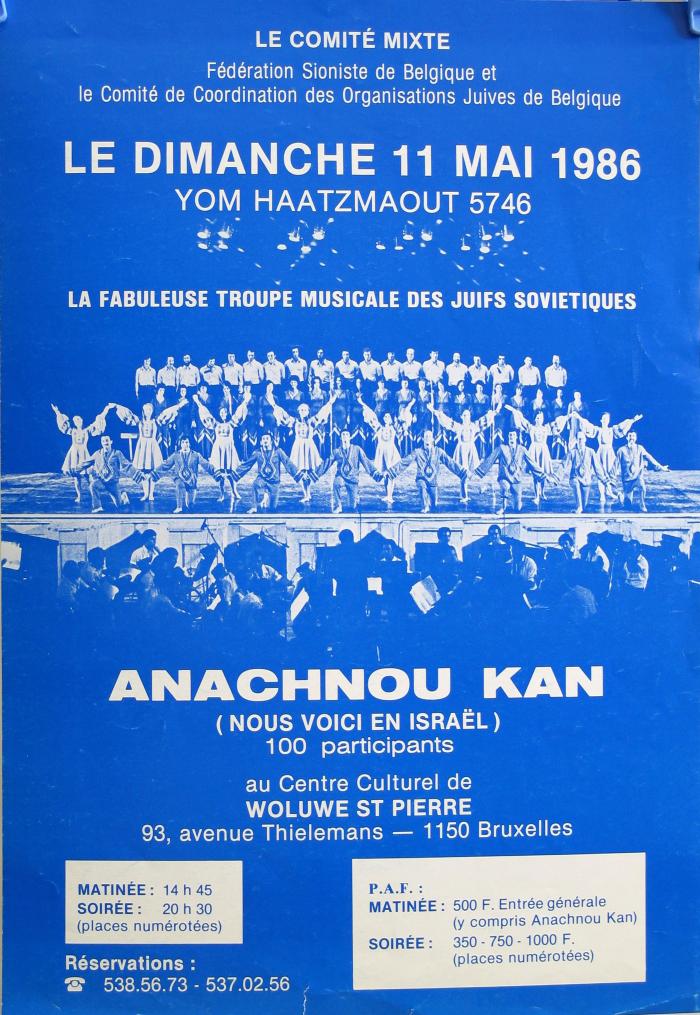 LE COMITÉ MIXTE
Fédération Sioniste de Belgique et
le Comité de Coordination des Organisations Juives de Belgique
LE DIMANCHE 11 MAI 1986
YOM HAATZMAOUT 5746
LA FABULEUSE TROUPE MUSICALE DES JUIFS SOVIETIQUES
ANACHNOU KAN
( NOUS VOICI EN ISRAËL )
100 participants
au Centre Culturel de
WOLUWE ST PIERRE
93, avenue Thielemans — 1150 Bruxelles
MATINÉE : 14 h 45
SOIRÉE : 20 h 30
(places numérotées)
Réservations :
☎ 538.56.73 - 537.02.56
P.A.F. :
MATINÉE : 500 F. Entrée générale
(y compris Anachnou Kan)
SOIRÉE : 350 - 750 - 1000 F.
(places numérotées)